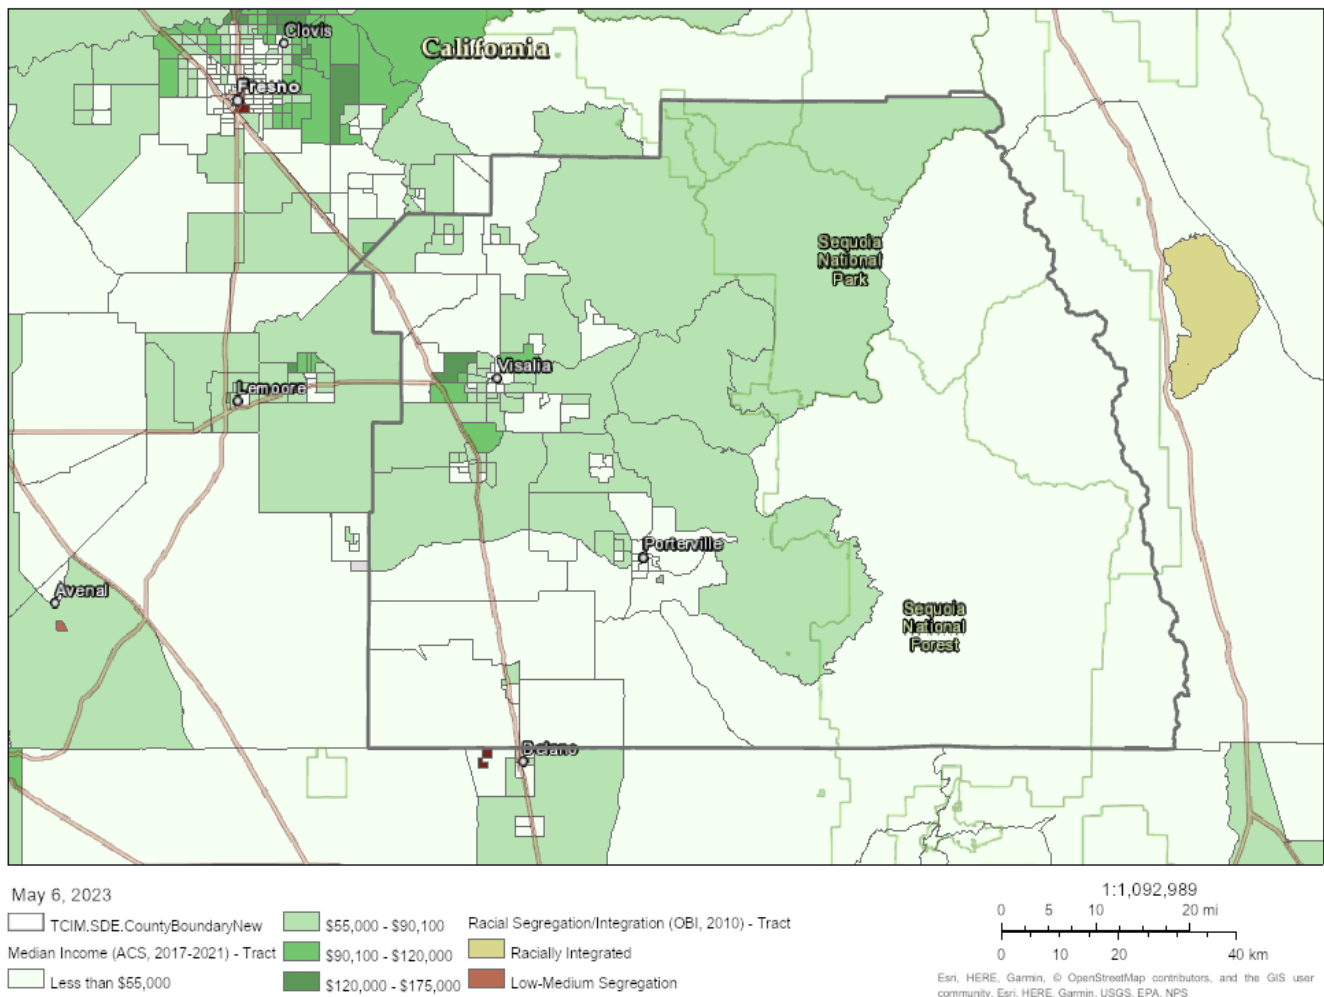 Clovis
California
Fresno
Sequoia
National
Park
Visalia
Lemoore
Porterville
Avenal
Sequoia
National
Forest
Delano
May 6, 2023
TCIM.SDE.CountyBoundaryNew
Median Income (ACS, 2017-2021) - Tract
Less than $55,000
$55,000 - $90,100
$90,100 - $120,000
$120,000 - $175,000
Racial Segregation/Integration (OBI, 2010) - Tract
Racially Integrated
Low-Medium Segregation
1:1,092,989
0 5 10 20 mi
0 10 20 40 km
Esri, HERE, Garmin, © OpenStreetMap contributors, and the GIS user
community, Esri, HERE, Garmin, USGS, EPA, NPS